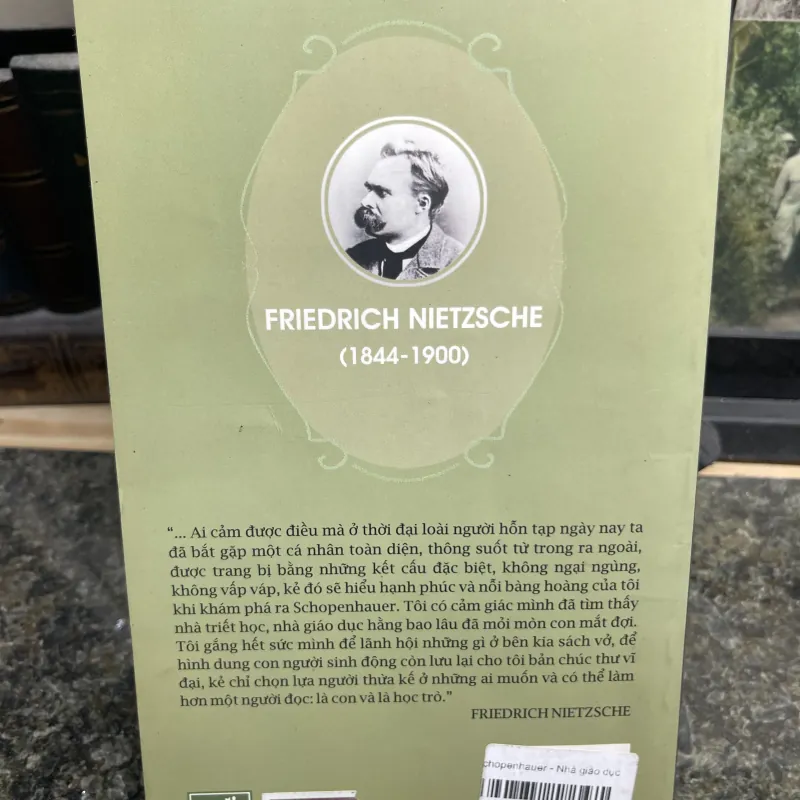 FRIEDRICH NIETZSCHE
(1844-1900)
“... Ai cảm được điều mà ở thời đại loài người hỗn tạp ngày nay ta
đã bắt gặp một cá nhân toàn diện, thông suốt từ trong ra ngoài,
được trang bị bằng những kết cấu đặc biệt, không ngại ngùng,
không vấp váp, kẻ đó sẽ hiểu hạnh phúc và nỗi bàng hoàng của tôi
khi khám phá ra Schopenhauer. Tôi có cảm giác mình đã tìm thấy
nhà triết học, nhà giáo dục hằng bao lâu đã mỏi mòn con mắt đợi.
Tôi gắng hết sức mình để lãnh hội những gì ở bên kia sách vở, để
hình dung con người sinh động còn lưu lại cho tôi bản chúc thư vĩ
đại, kẻ chỉ chọn lựa người thừa kế ở những ai muốn và có thể làm
hơn một người đọc: là con và là học trò.”
FRIEDRICH NIETZSCHE
chopenhauer - Nhà giáo dục